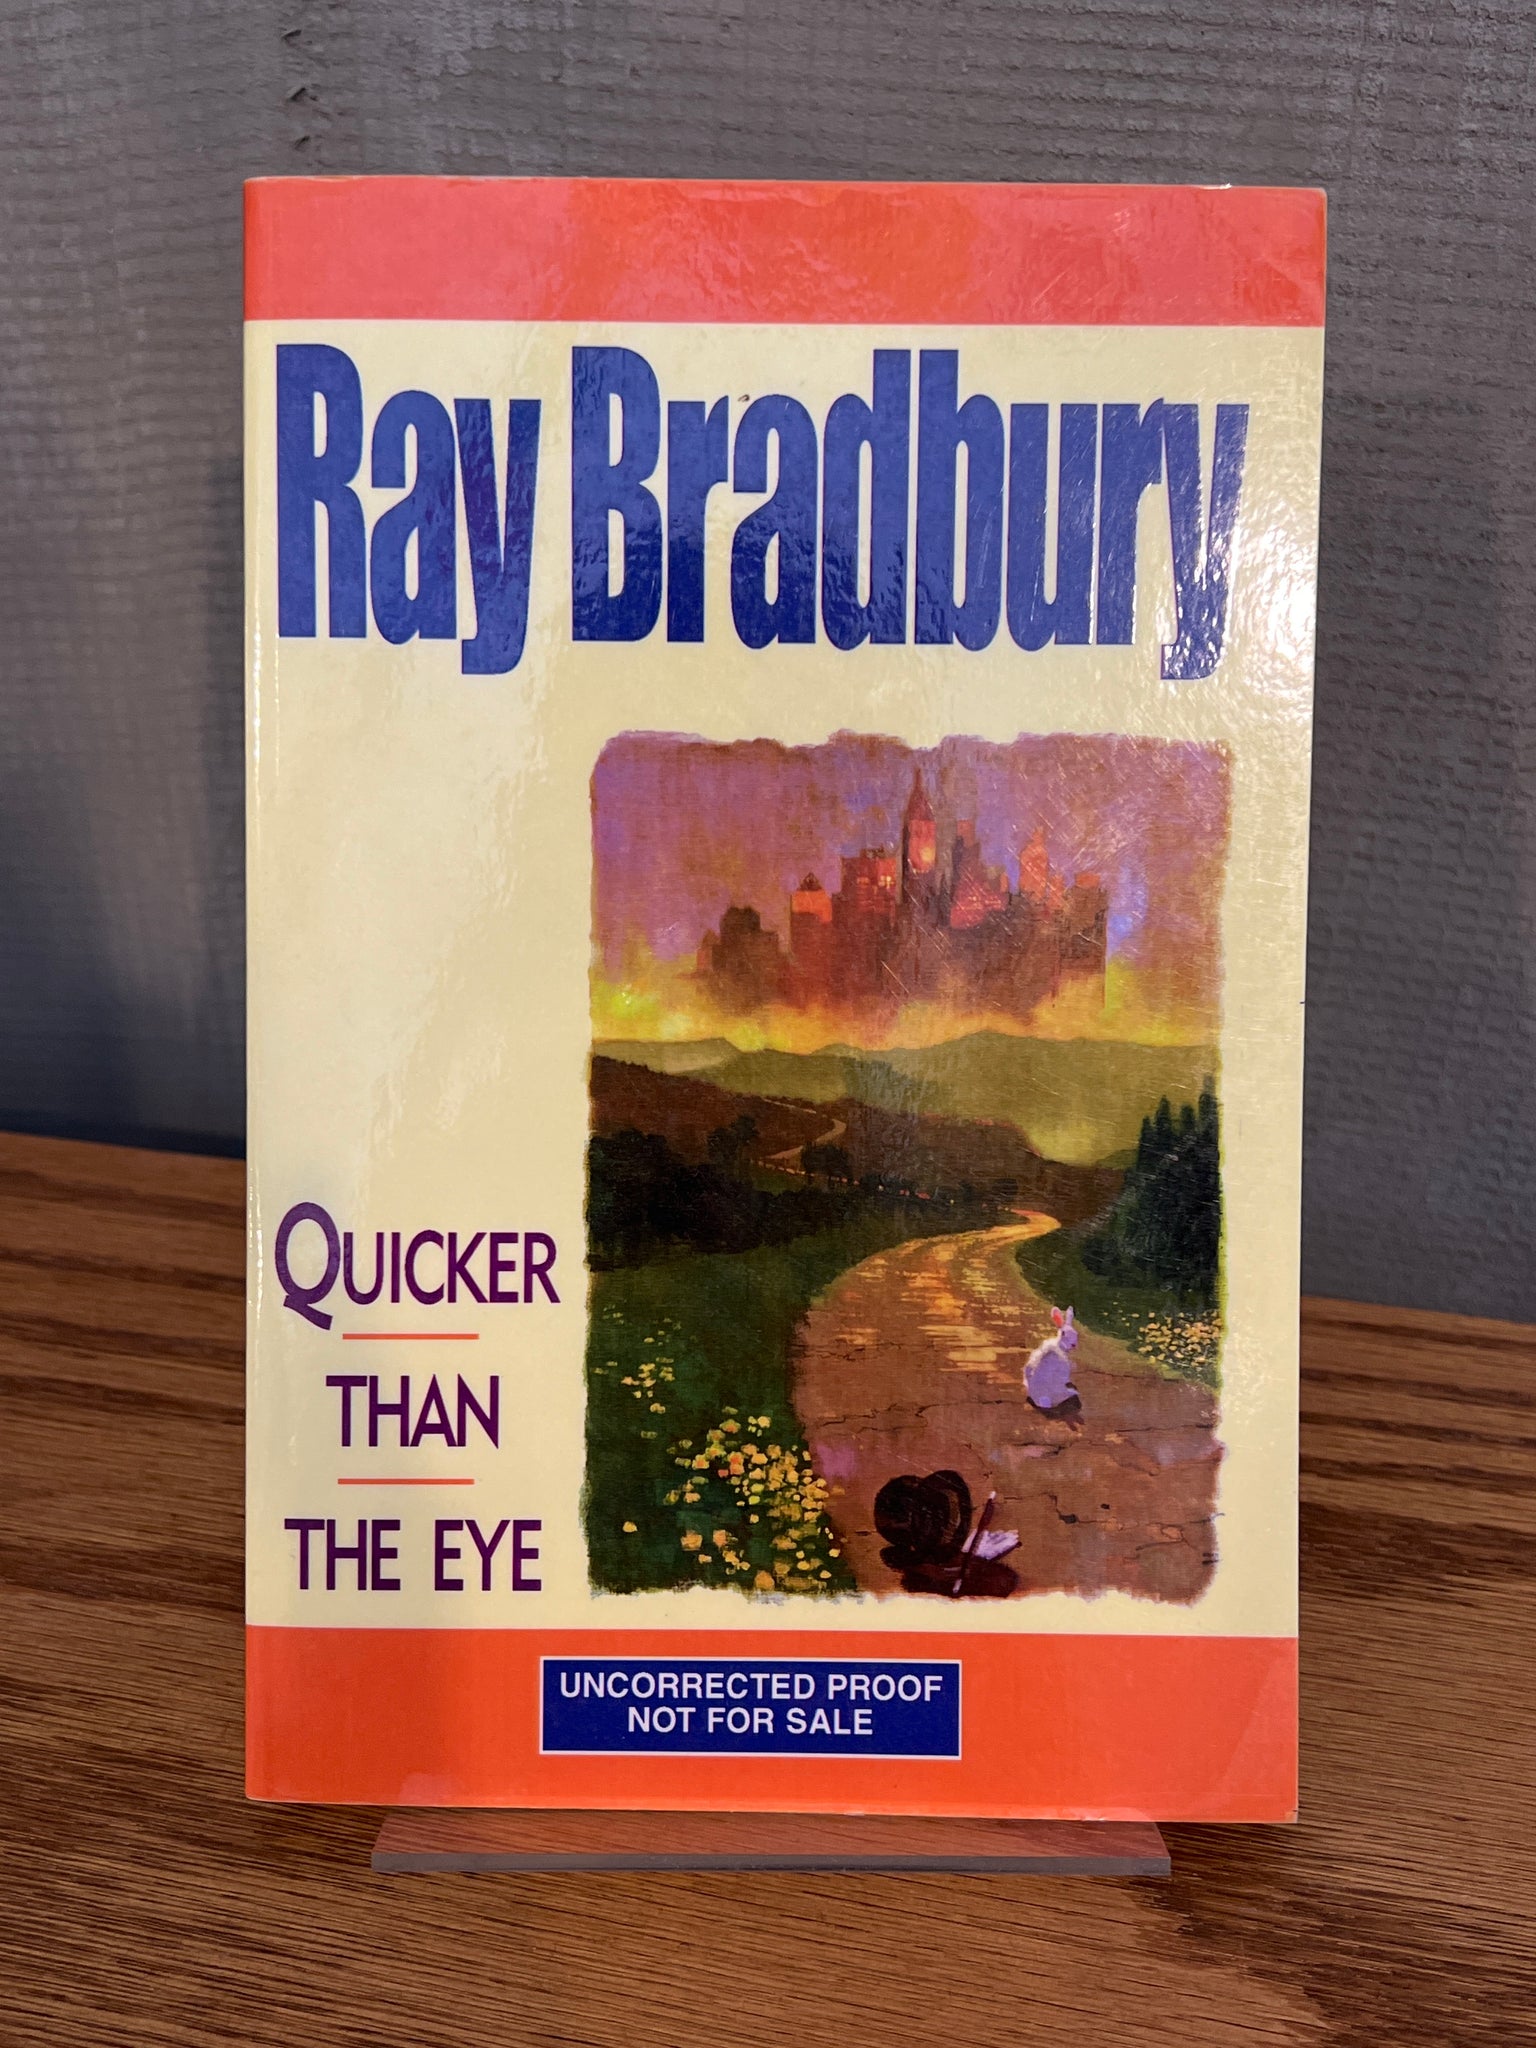 Ray Bradbury
QUICKER
THAN
THE EYE
UNCORRECTED PROOF
NOT FOR SALE